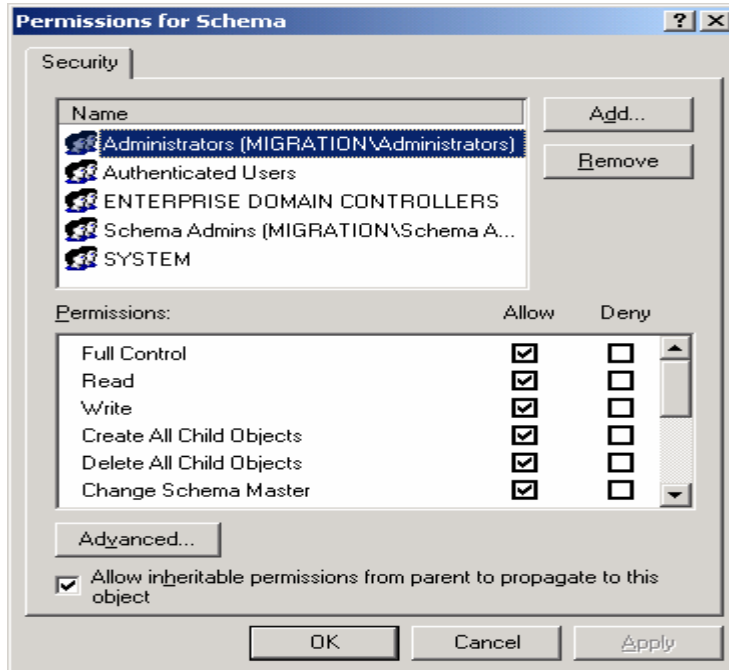 Permissions for Schema
Security
Name
Administrators (MIGRATION\Administrators)
Authenticated Users
ENTERPRISE DOMAIN CONTROLLERS
Schema Admins (MIGRATION\Schema A...
SYSTEM
Add...
Remove
Permissions: Allow Deny
Full Control
Read
Write
Create All Child Objects
Delete All Child Objects
Change Schema Master
Advanced...
Allow inheritable permissions from parent to propagate to this
object
OK Cancel Apply